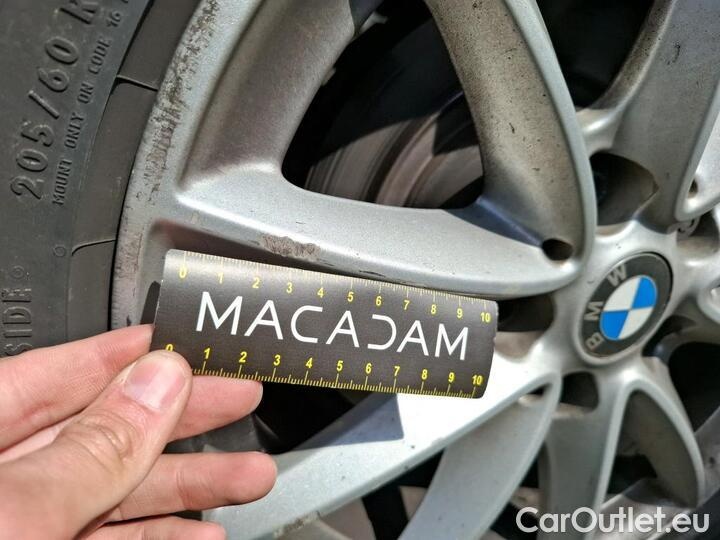 205/60 R
MOUNT ONLY ON CODE 16
SIDE
0 1 2 3 4 5 6 7 8 9 10
MACADAM
0 1 2 3 4 5 6 7 8 9 10
BMW
CarOutlet.eu